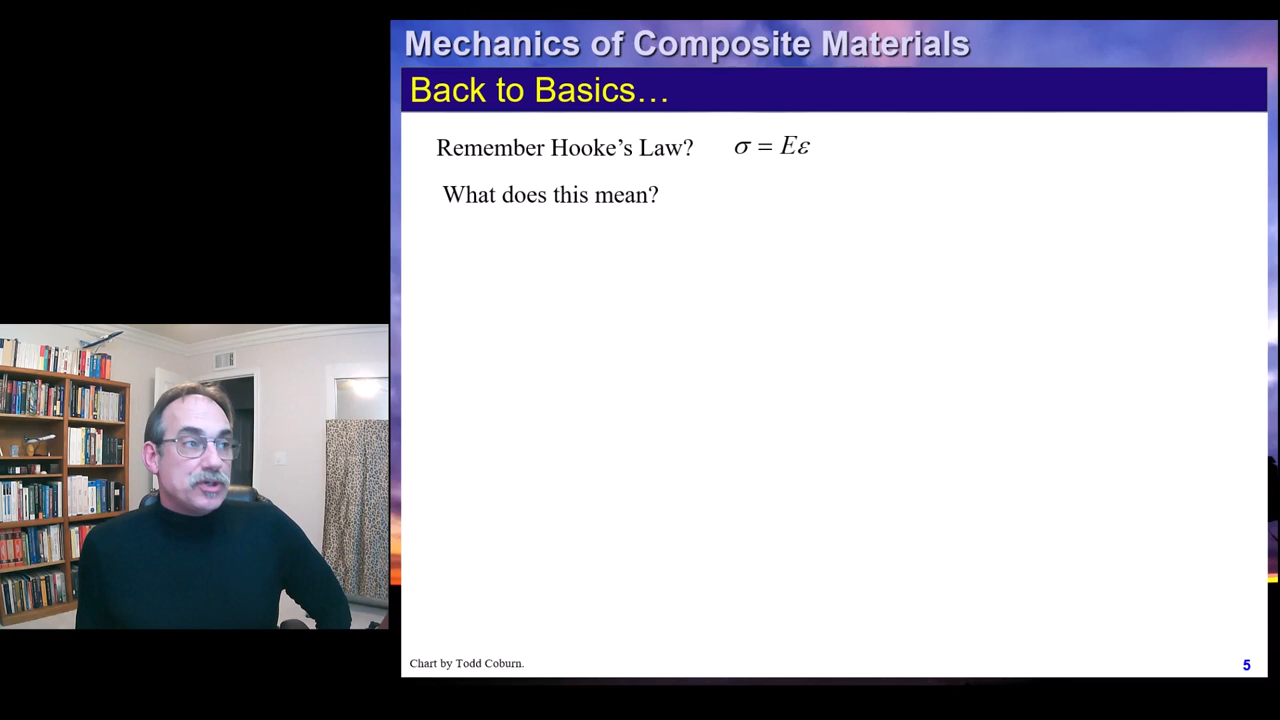 Mechanics of Composite Materials
Back to Basics…
Remember Hooke's Law? σ = Eε
What does this mean?
Chart by Todd Coburn.
5